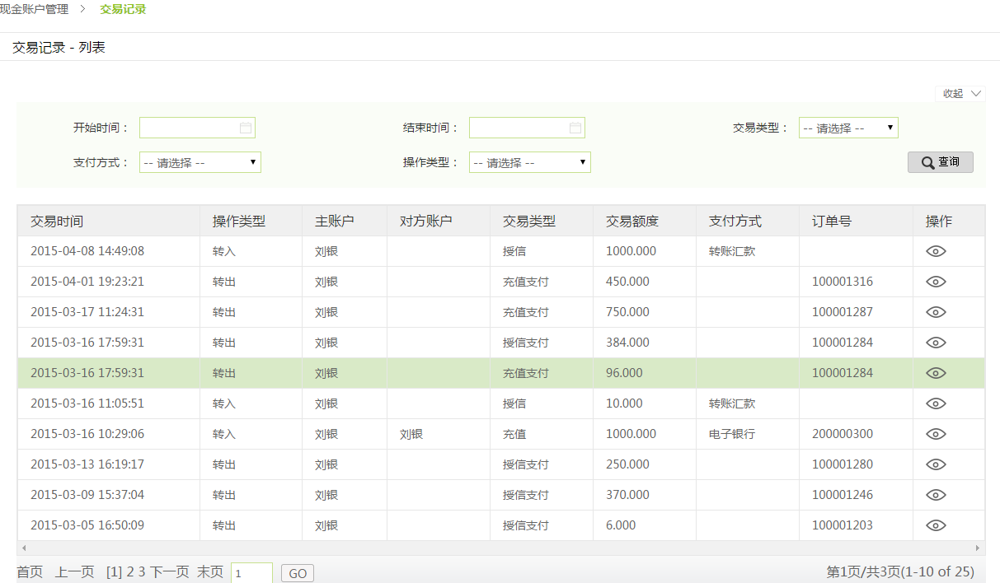 现金账户管理 > 交易记录
交易记录 - 列表
收起
开始时间： 结束时间： 交易类型： -- 请选择 --
支付方式： -- 请选择 -- 操作类型： -- 请选择 -- 查询
交易时间 操作类型 主账户 对方账户 交易类型 交易额度 支付方式 订单号 操作
2015-04-08 14:49:08 转入 刘银 授信 1000.000 转账汇款
2015-04-01 19:23:21 转出 刘银 充值支付 450.000 100001316
2015-03-17 11:24:31 转出 刘银 充值支付 750.000 100001287
2015-03-16 17:59:31 转出 刘银 授信支付 384.000 100001284
2015-03-16 17:59:31 转出 刘银 充值支付 96.000 100001284
2015-03-16 11:05:51 转入 刘银 授信 10.000 转账汇款
2015-03-16 10:29:06 转入 刘银 刘银 充值 1000.000 电子银行 200000300
2015-03-13 16:19:17 转出 刘银 授信支付 250.000 100001280
2015-03-09 15:37:04 转出 刘银 授信支付 370.000 100001246
2015-03-05 16:50:09 转出 刘银 授信支付 6.000 100001203
首页 上一页 [1] 2 3 下一页 末页 1 GO 第1页/共3页(1-10 of 25)